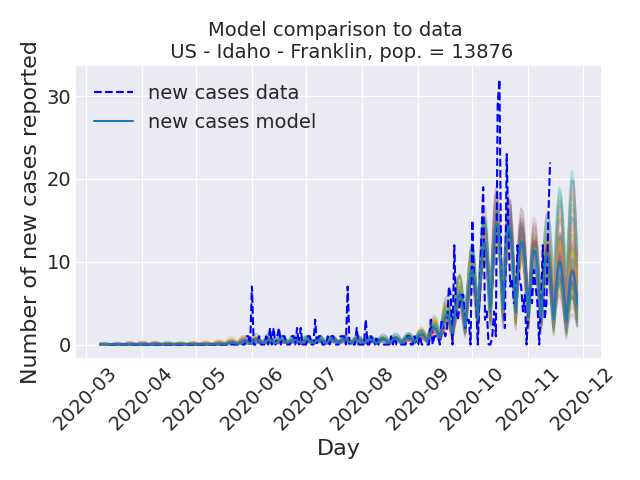 Model comparison to data
US - Idaho - Franklin, pop. = 13876
Number of new cases reported
30
20
10
0
new cases data
new cases model
2020-03
2020-04
2020-05
2020-06
2020-07
2020-08
2020-09
2020-10
2020-11
2020-12
Day